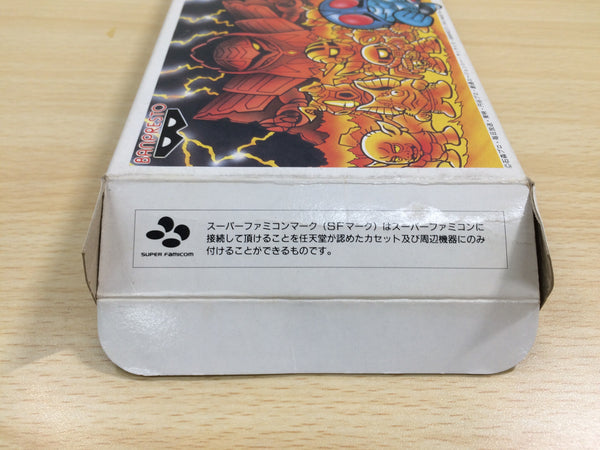 BANPRESTO
SUPER FAMICOM
スーパーファミコンマーク（SFマーク）はスーパーファミコンに
接続して頂けることを任天堂が認めたカセット及び周辺機器にのみ
付けることができるものです。